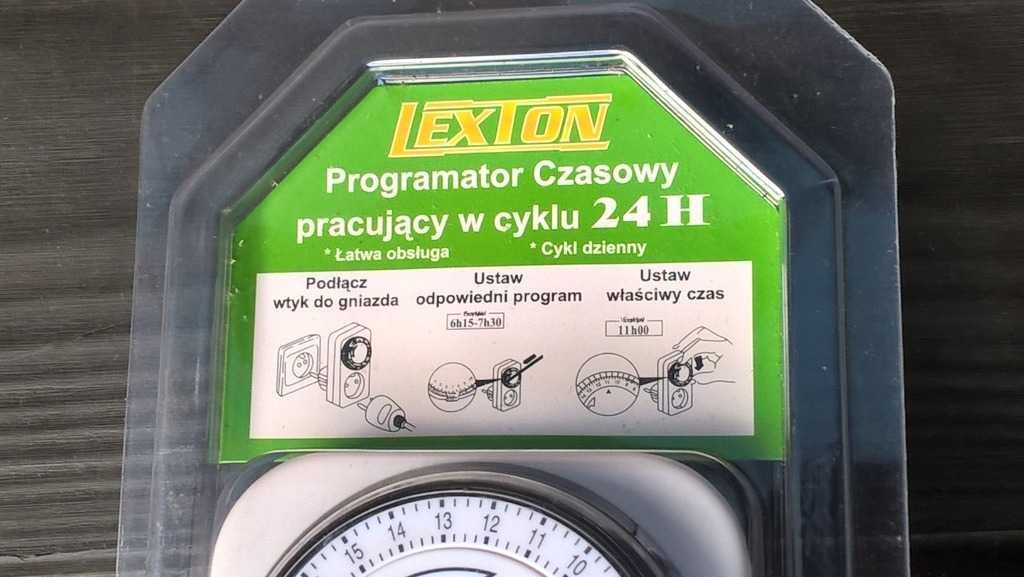 LEXTON
Programator Czasowy
pracujący w cyklu 24 H
* Łatwa obsługa * Cykl dzienny
Podłącz
wtyk do gniazda
Ustaw
odpowiedni program
6h15-7h30
Ustaw
właściwy czas
11h00
15 14 13 12 11 10